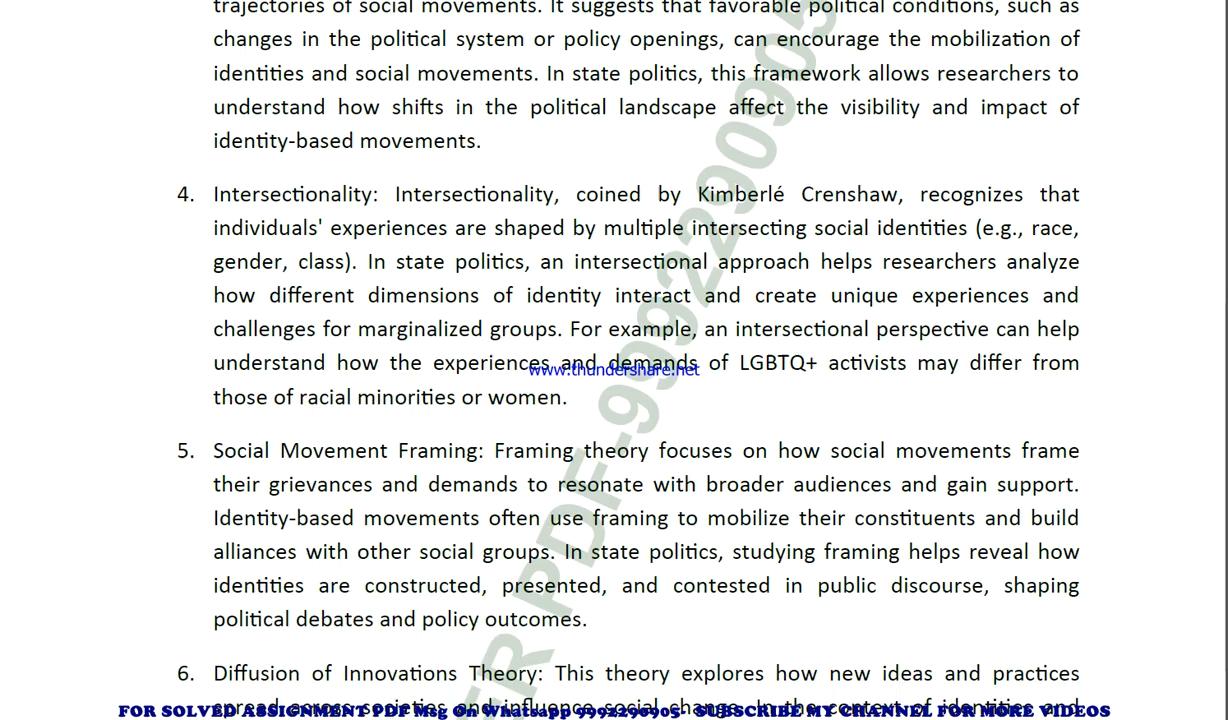 trajectories of social movements. It suggests that favorable political conditions, such as
changes in the political system or policy openings, can encourage the mobilization of
identities and social movements. In state politics, this framework allows researchers to
understand how shifts in the political landscape affect the visibility and impact of
identity-based movements.
4. Intersectionality: Intersectionality, coined by Kimberlé Crenshaw, recognizes that
individuals' experiences are shaped by multiple intersecting social identities (e.g., race,
gender, class). In state politics, an intersectional approach helps researchers analyze
how different dimensions of identity interact and create unique experiences and
challenges for marginalized groups. For example, an intersectional perspective can help
understand how the experiences and demands of LGBTQ+ activists may differ from
www.thundershare.net
those of racial minorities or women.
5. Social Movement Framing: Framing theory focuses on how social movements frame
their grievances and demands to resonate with broader audiences and gain support.
Identity-based movements often use framing to mobilize their constituents and build
alliances with other social groups. In state politics, studying framing helps reveal how
identities are constructed, presented, and contested in public discourse, shaping
political debates and policy outcomes.
6. Diffusion of Innovations Theory: This theory explores how new ideas and practices
spread across societies and influence social change. In the context of identities and
FOR SOLVED ASSIGNMENT PDF Msg On Whatsapp 9992290905- SUBSCRIBE MY CHANNEL FOR MORE VIDEOS
ER PDF-9992290905